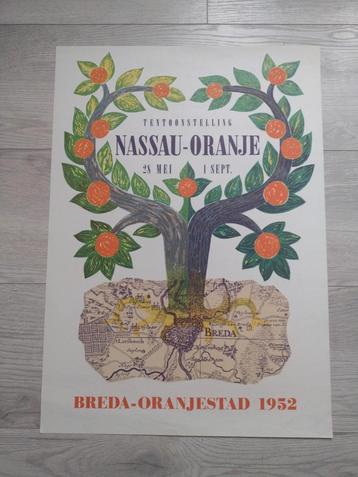 TENTOONSTELLING
NASSAU-ORANJE
28 MEI 1 SEPT.
BREDA
BREDA-ORANJESTAD 1952